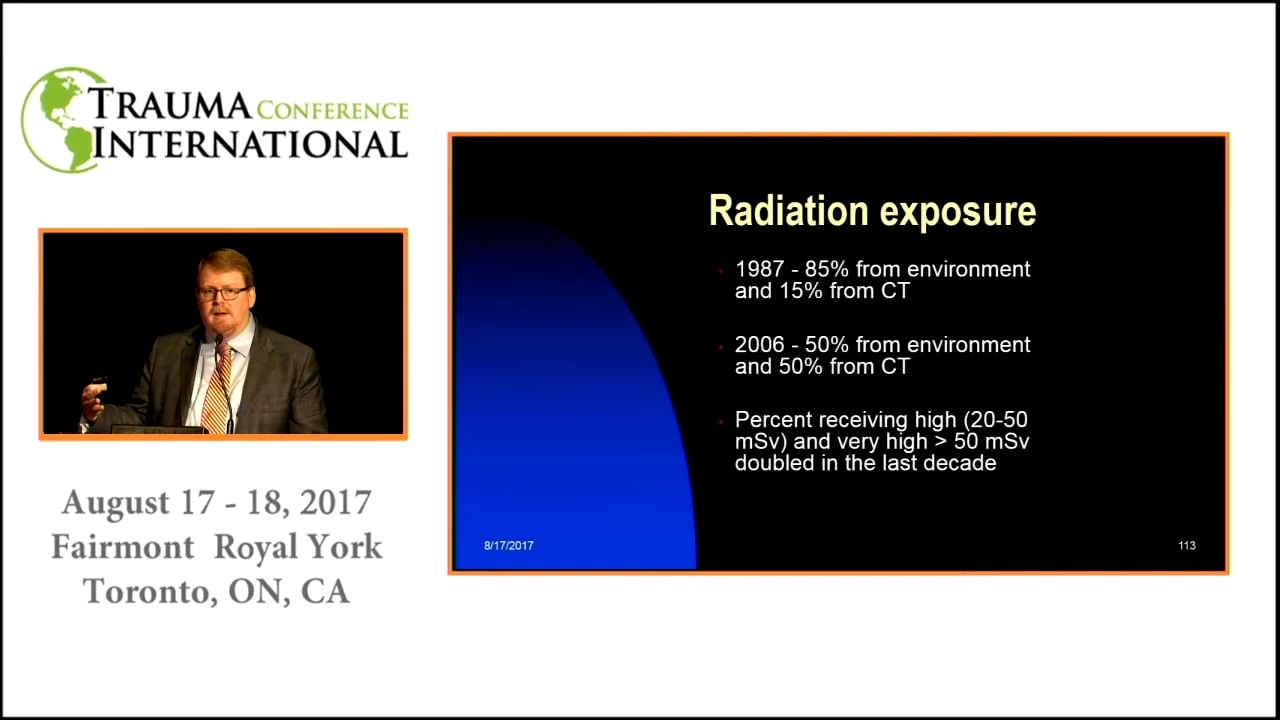 TRAUMA CONFERENCE
INTERNATIONAL
August 17 - 18, 2017
Fairmont Royal York
Toronto, ON, CA
Radiation exposure
1987 - 85% from environment
and 15% from CT
2006 - 50% from environment
and 50% from CT
Percent receiving high (20-50
mSv) and very high > 50 mSv
doubled in the last decade
8/17/2017
113